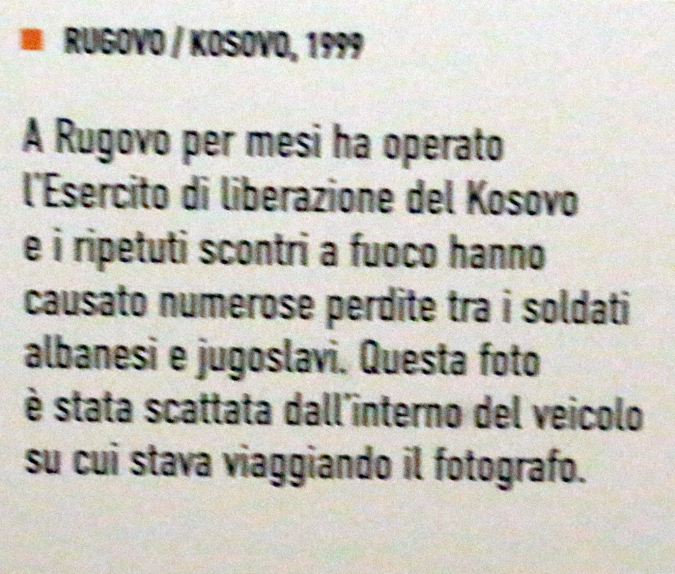 RUGOVO / KOSOVO, 1999
A Rugovo per mesi ha operato
l'Esercito di liberazione del Kosovo
e i ripetuti scontri a fuoco hanno
causato numerose perdite tra i soldati
albanesi e jugoslavi. Questa foto
è stata scattata dall'interno del veicolo
su cui stava viaggiando il fotografo.